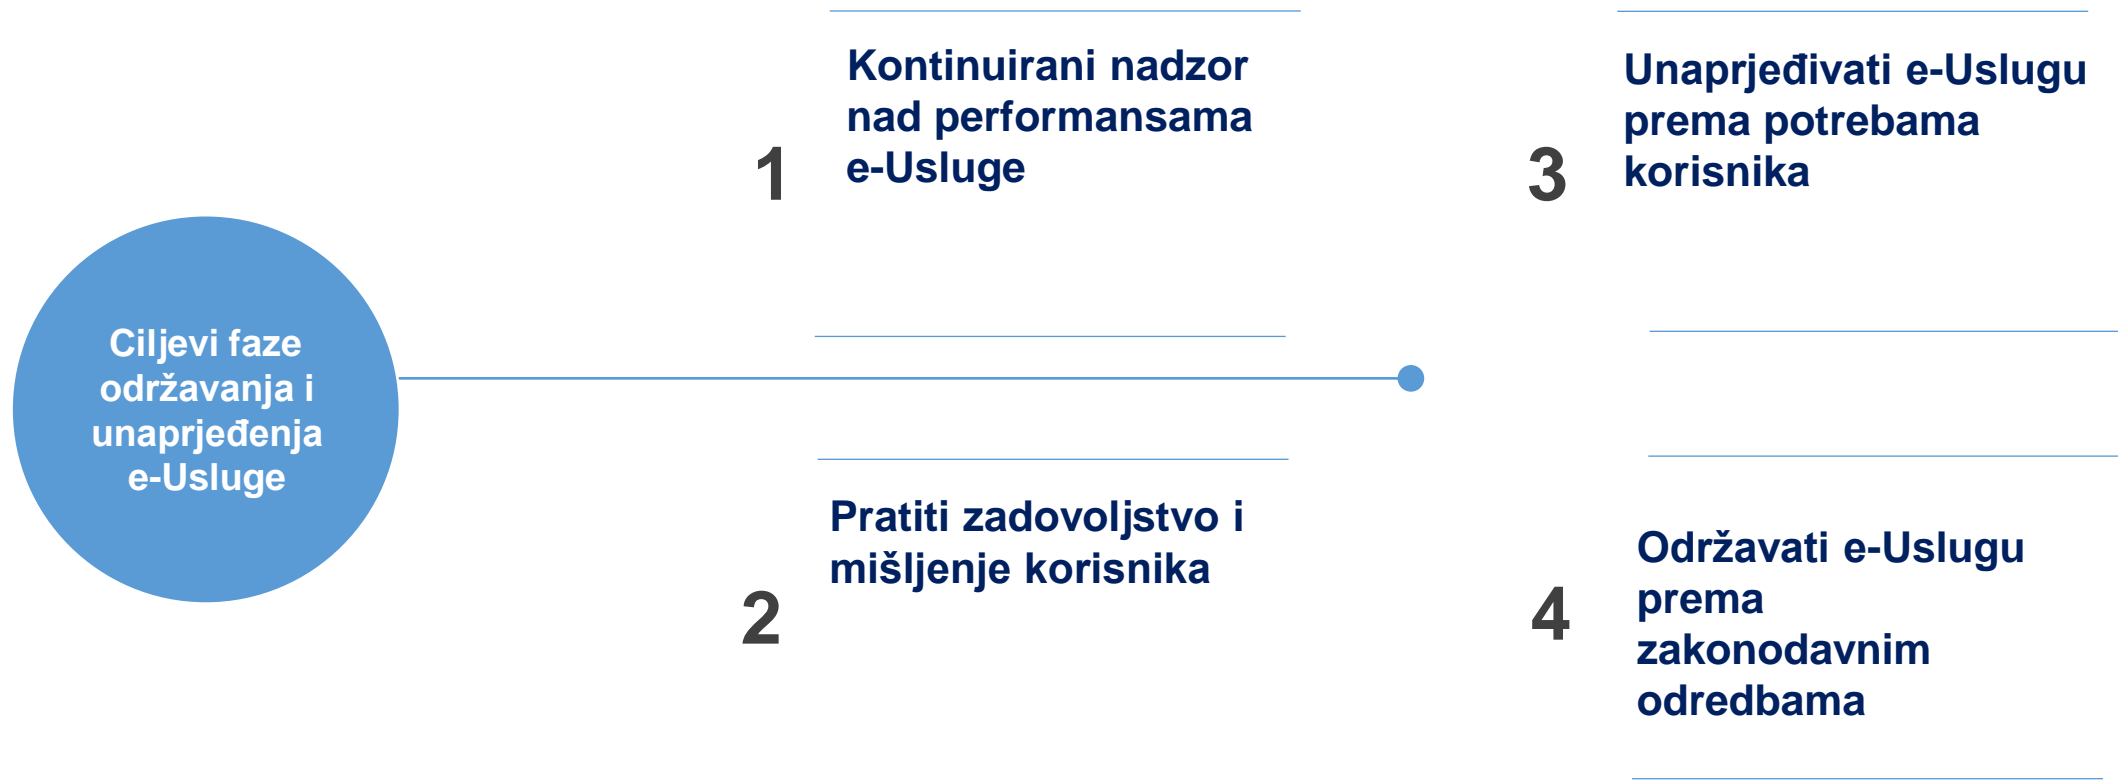 Ciljevi faze
održavanja i
unaprjeđenja
e-Usluge
1
Kontinuirani nadzor
nad performansama
e-Usluge
2
Pratiti zadovoljstvo i
mišljenje korisnika
3
Unaprjeđivati e-Uslugu
prema potrebama
korisnika
4
Održavati e-Uslugu
prema
zakonodavnim
odredbama